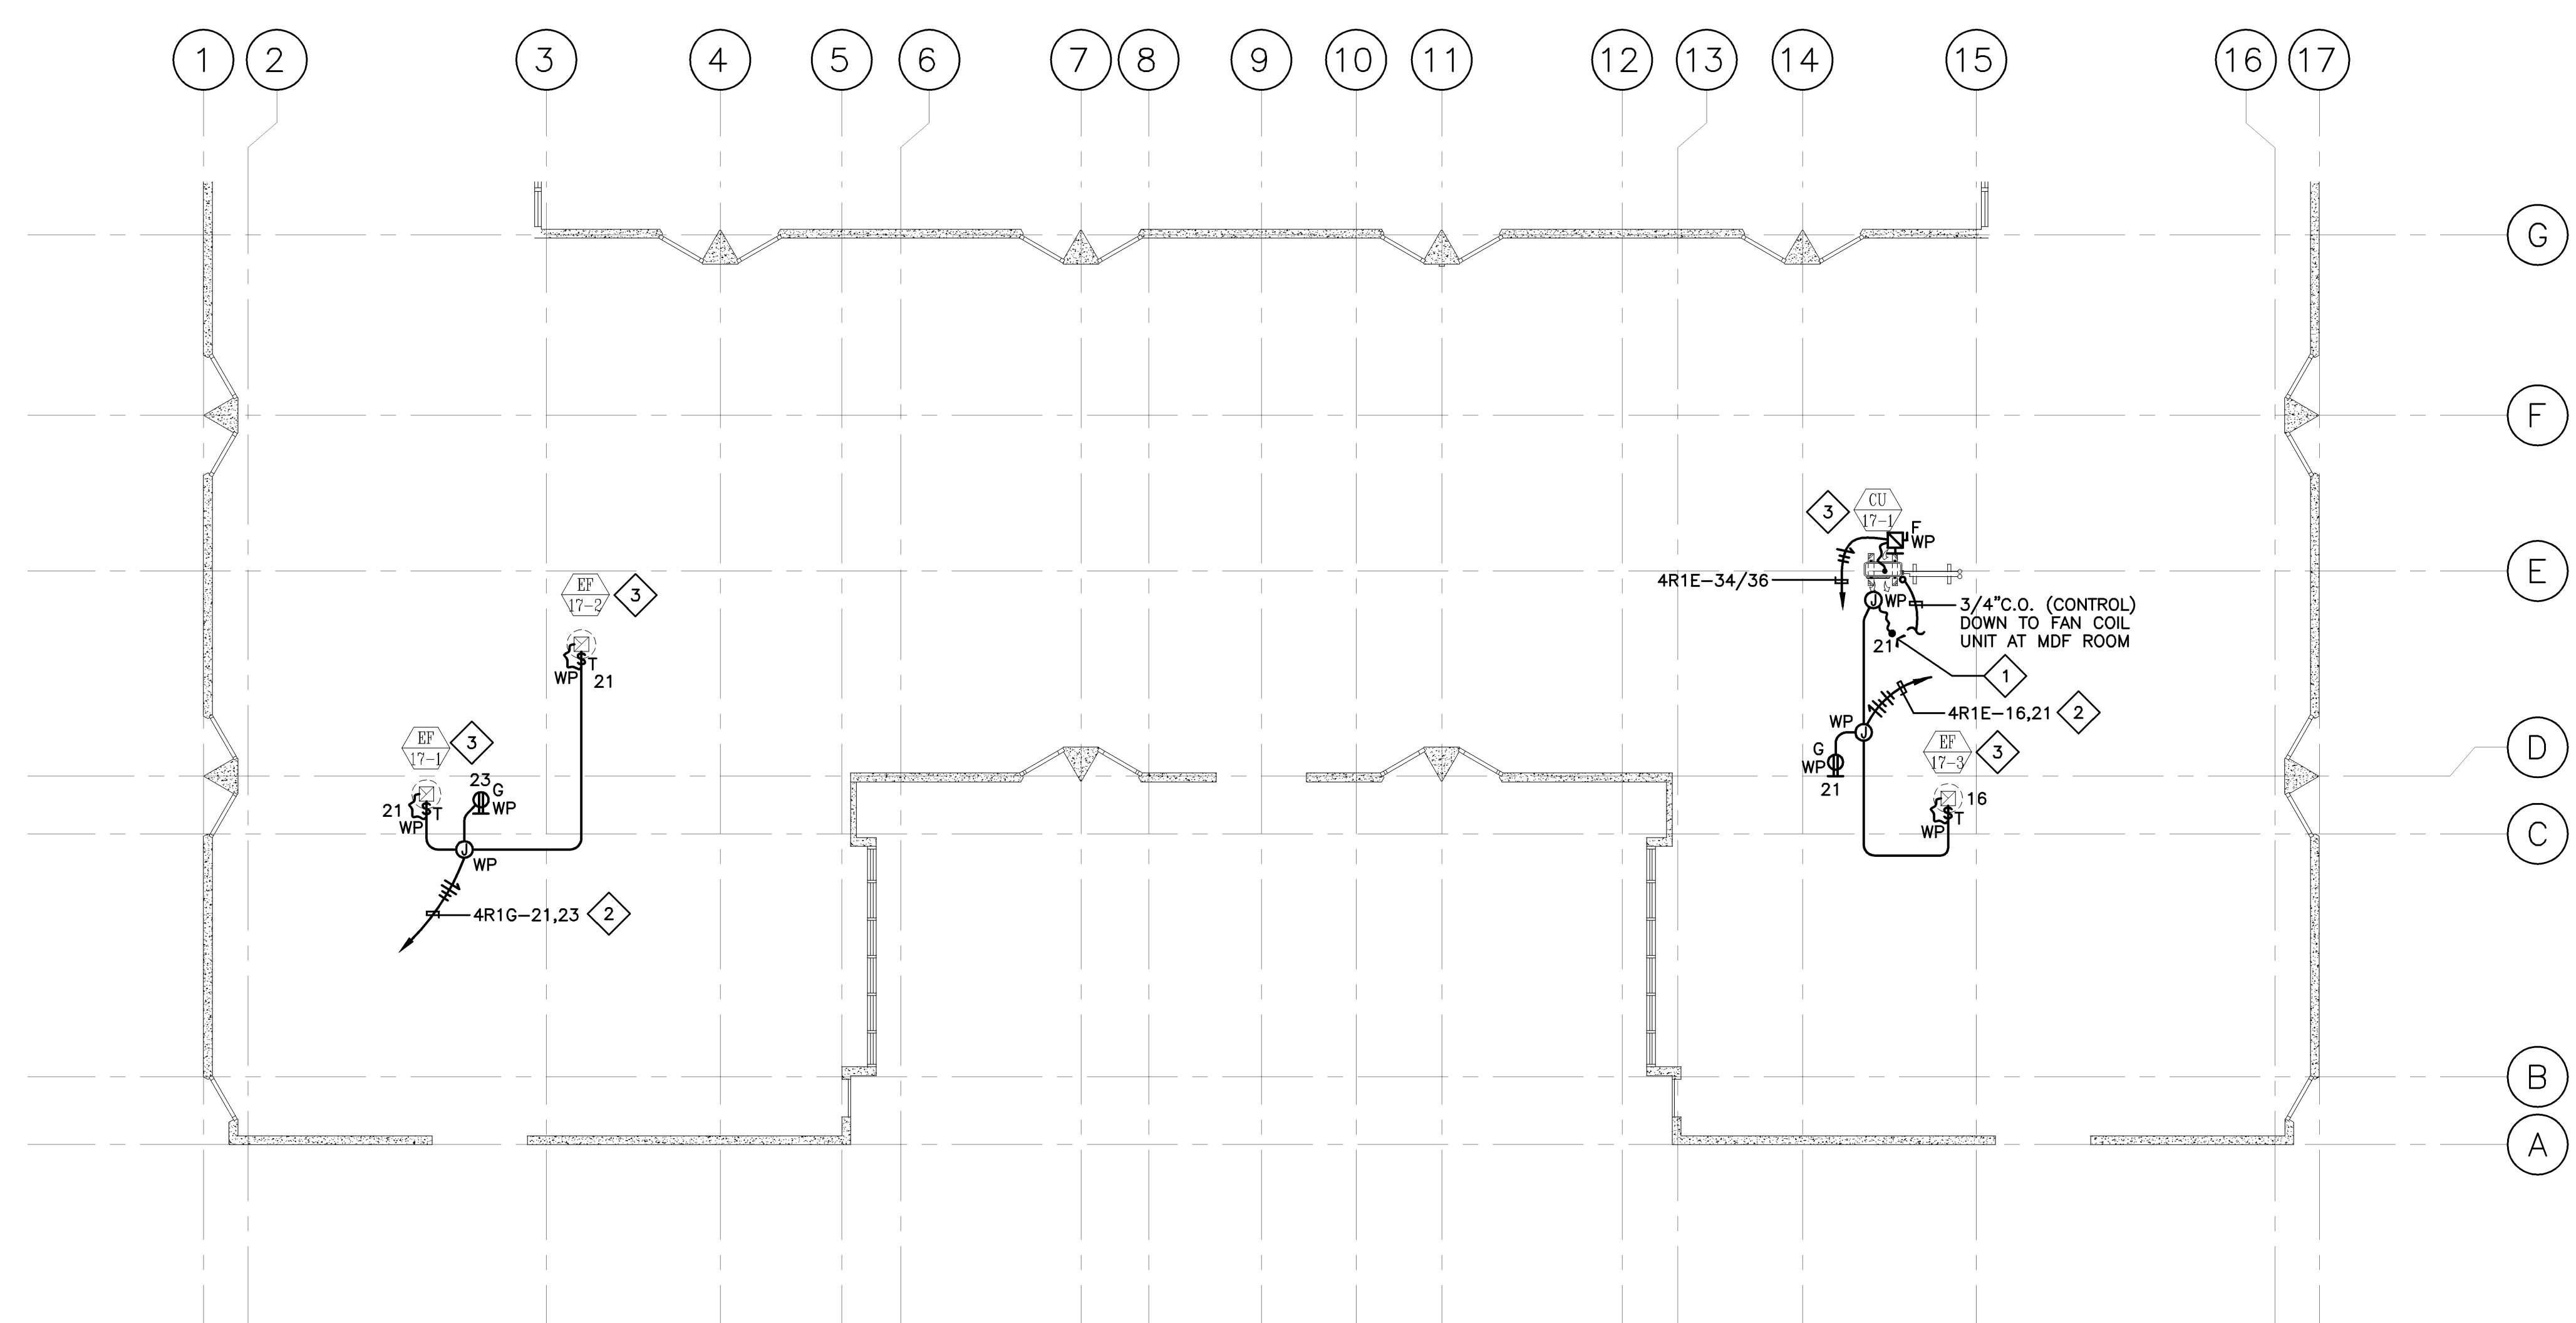 1 2 3 4 5 6 7 8 9 10 11 12 13 14 15 16 17
G
F
CU
17-1
3
F
WP
E
4R1E-34/36
EF
17-2
3
J WP
3/4"C.O. (CONTROL)
DOWN TO FAN COIL
UNIT AT MDF ROOM
21
1
$T
WP
21
4R1E-16,21
2
WP
J
D
EF
17-1
3
G
WP
21
EF
17-3
3
23
G
WP
21
$T
WP
16
$T
WP
C
J
WP
4R1G-21,23
2
B
A